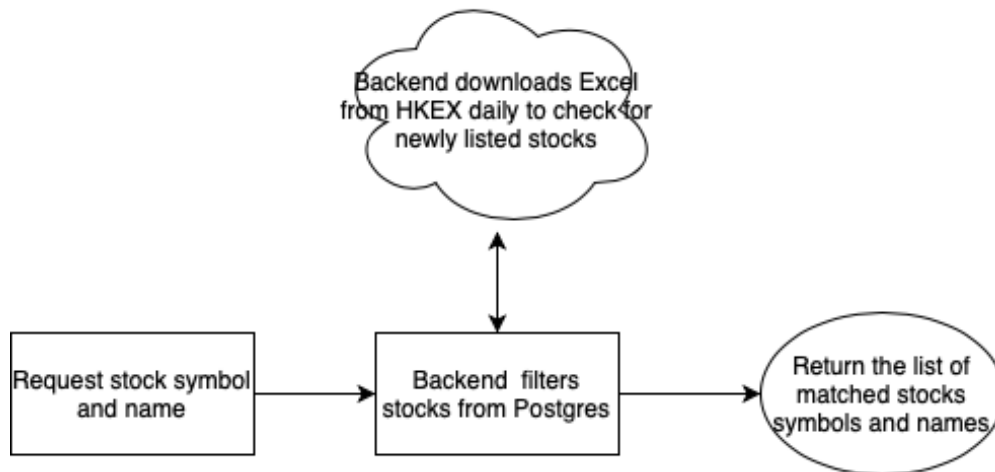 Backend downloads Excel
from HKEX daily to check for
newly listed stocks
Request stock symbol
and name
Backend filters
stocks from Postgres
Return the list of
matched stocks
symbols and names